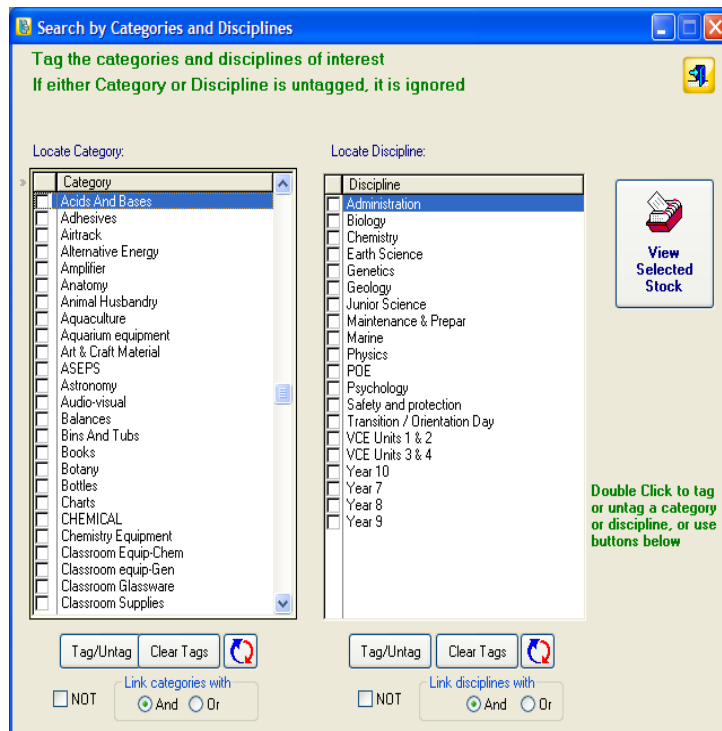 Search by Categories and Disciplines
Tag the categories and disciplines of interest
If either Category or Discipline is untagged, it is ignored
Locate Category:
Category
Acids And Bases
Adhesives
Airtrack
Alternative Energy
Amplifier
Anatomy
Animal Husbandry
Aquaculture
Aquarium equipment
Art & Craft Material
ASEPS
Astronomy
Audio-visual
Balances
Bins And Tubs
Books
Botany
Bottles
Charts
CHEMICAL
Chemistry Equipment
Classroom Equip-Chem
Classroom equip-Gen
Classroom Glassware
Classroom Supplies
Tag/Untag
Clear Tags
NOT
Link categories with
And
Or
Locate Discipline:
Discipline
Administration
Biology
Chemistry
Earth Science
Genetics
Geology
Junior Science
Maintenance & Prepar
Marine
Physics
POE
Psychology
Safety and protection
Transition / Orientation Day
VCE Units 1 & 2
VCE Units 3 & 4
Year 10
Year 7
Year 8
Year 9
Tag/Untag
Clear Tags
NOT
Link disciplines with
And
Or
View
Selected
Stock
Double Click to tag
or untag a category
or discipline, or use
buttons below